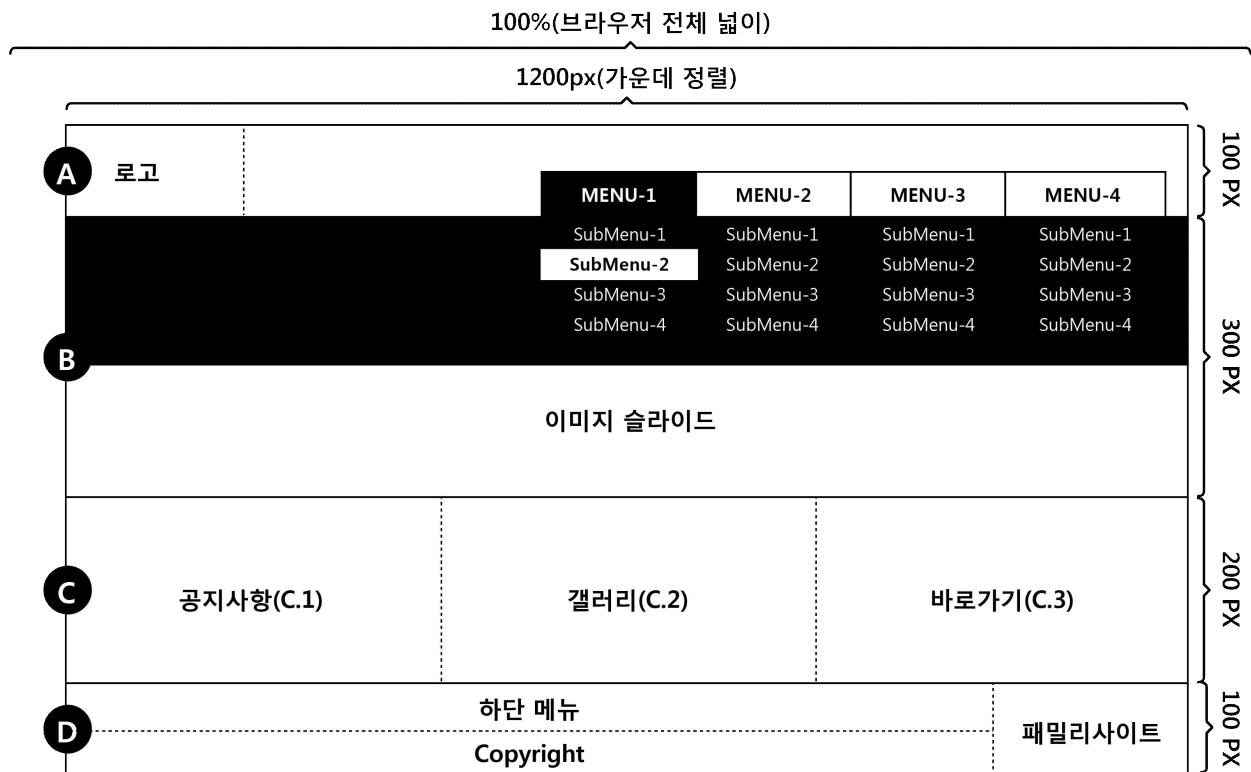 100%(브라우저 전체 넓이)
1200px(가운데 정렬)
A
로고
100 PX
MENU-1 MENU-2 MENU-3 MENU-4
SubMenu-1 SubMenu-1 SubMenu-1 SubMenu-1
SubMenu-2 SubMenu-2 SubMenu-2 SubMenu-2
SubMenu-3 SubMenu-3 SubMenu-3 SubMenu-3
SubMenu-4 SubMenu-4 SubMenu-4 SubMenu-4
B
300 PX
이미지 슬라이드
C
공지사항(C.1) 갤러리(C.2) 바로가기(C.3)
200 PX
D
하단 메뉴
Copyright
패밀리사이트
100 PX